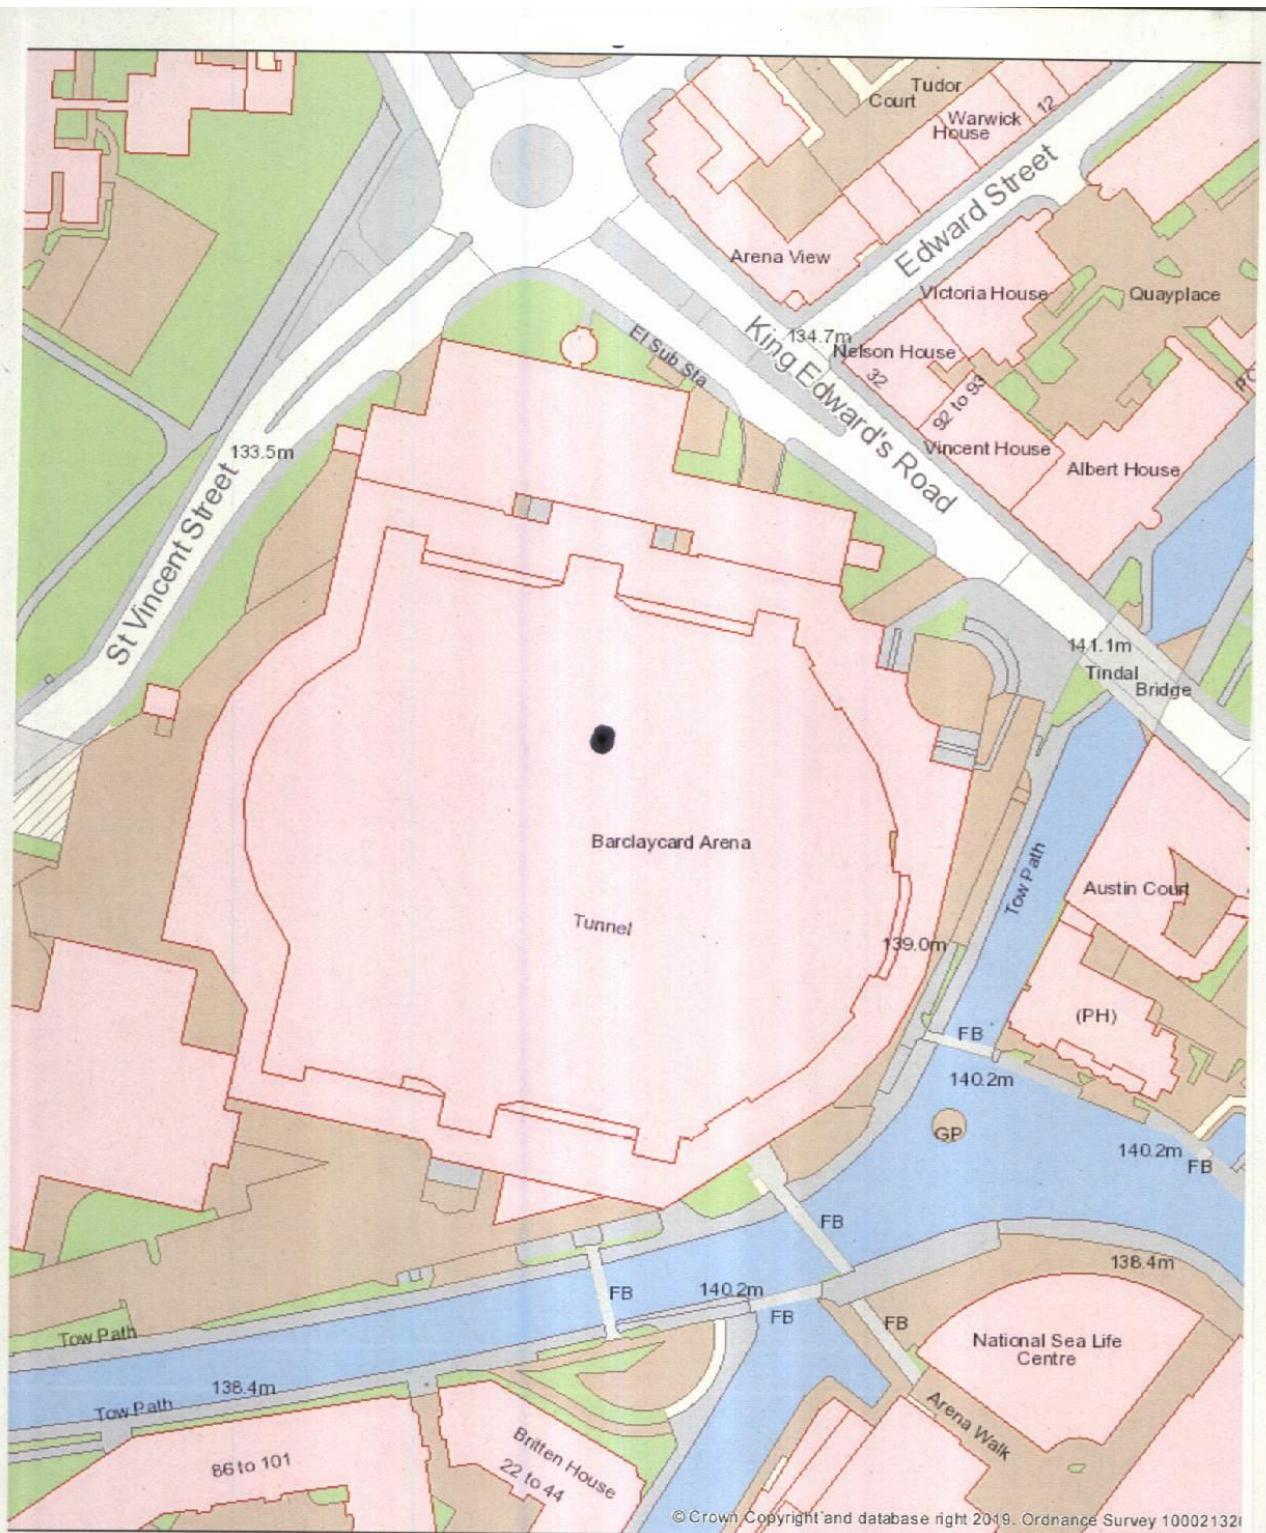 Tudor
Court
Warwick
House
12
Edward Street
Arena View
Victoria House
Quayplace
134.7m
El Sub Sta
King Edward's Road
Nelson House
32
92 to 93
Vincent House
Albert House
133.5m
St Vincent Street
141.1m
Tindal
Bridge
Barclaycard Arena
Tow Path
Austin Court
Tunnel
139.0m
(PH)
FB
140.2m
GP
140.2m
FB
FB
138.4m
FB
140.2m
FB
FB
National Sea Life
Centre
Tow Path
138.4m
Tow Path
Arena Walk
86 to 101
Britten House
22 to 44
© Crown Copyright and database right 2019. Ordnance Survey 10002132